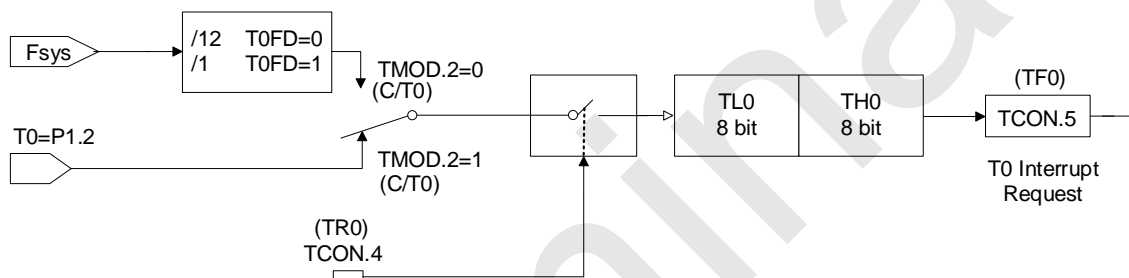 Fsys
/12 T0FD=0
/1 T0FD=1
TMOD.2=0
(C/T0)
T0=P1.2
TMOD.2=1
(C/T0)
(TR0)
TCON.4
TL0
8 bit
TH0
8 bit
(TF0)
TCON.5
T0 Interrupt
Request